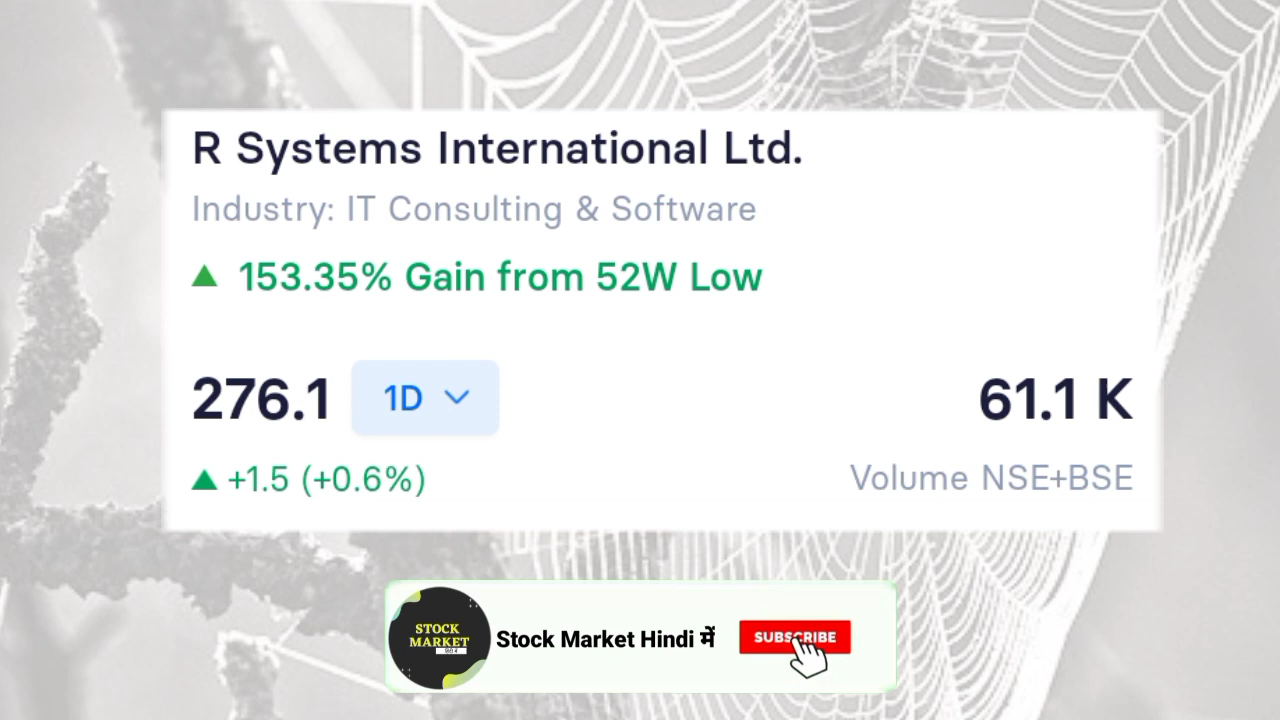 R Systems International Ltd.
Industry: IT Consulting & Software
▲ 153.35% Gain from 52W Low
276.1 1D
61.1 K
▲ +1.5 (+0.6%)
Volume NSE+BSE
STOCK
MARKET
हिंदी में
Stock Market Hindi में
SUBSCRIBE